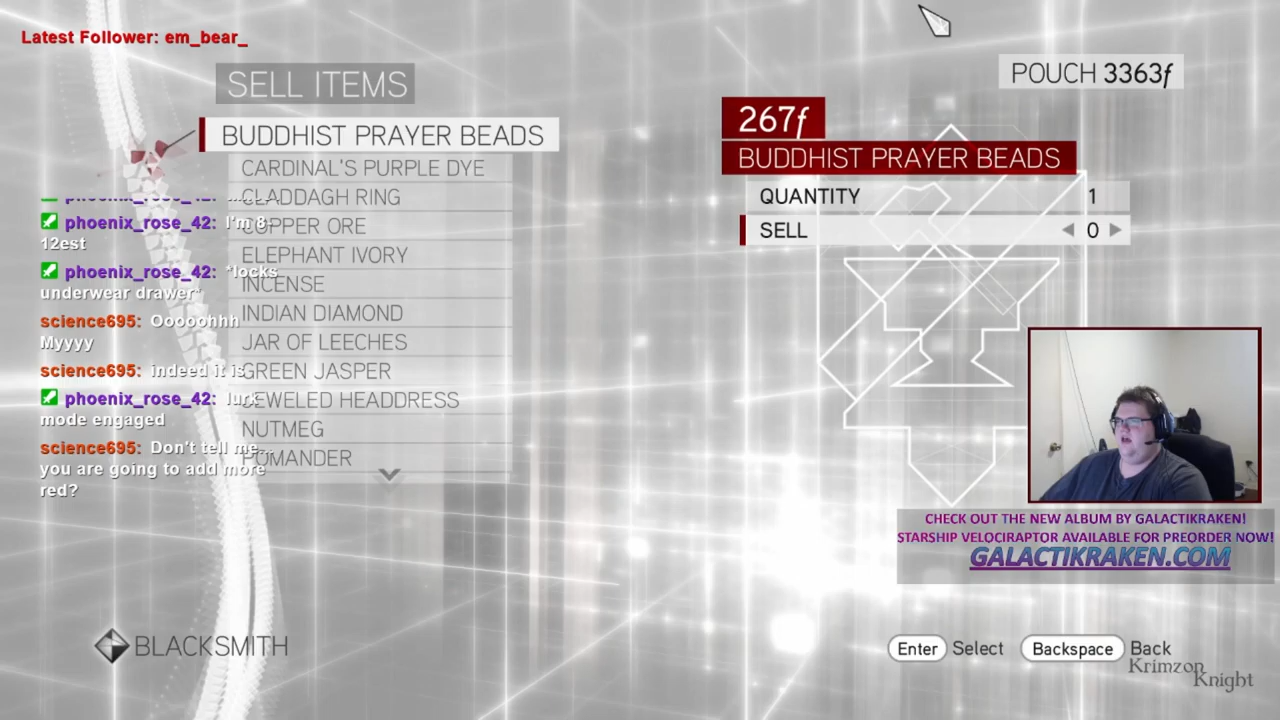 Latest Follower: em_bear_
SELL ITEMS
POUCH 3363f
267f
BUDDHIST PRAYER BEADS
BUDDHIST PRAYER BEADS
QUANTITY 1
SELL 0
CARDINAL'S PURPLE DYE
CLADDAGH RING
COPPER ORE
ELEPHANT IVORY
INCENSE
INDIAN DIAMOND
JAR OF LEECHES
GREEN JASPER
JEWELED HEADDRESS
NUTMEG
POMANDER
phoenix_rose_42:
phoenix_rose_42: I'm 8-
12est
phoenix_rose_42: *locks
underwear drawer*
science695: Ooooohhh
Myyyy
science695: indeed it is
phoenix_rose_42: lurk
mode engaged
science695: Don't tell me
you are going to add more
red?
CHECK OUT THE NEW ALBUM BY GALACTIKRAKEN!
STARSHIP VELOCIRAPTOR AVAILABLE FOR PREORDER NOW!
GALACTIKRAKEN.COM
BLACKSMITH
Enter Select Backspace Back
Krimzon
Knight